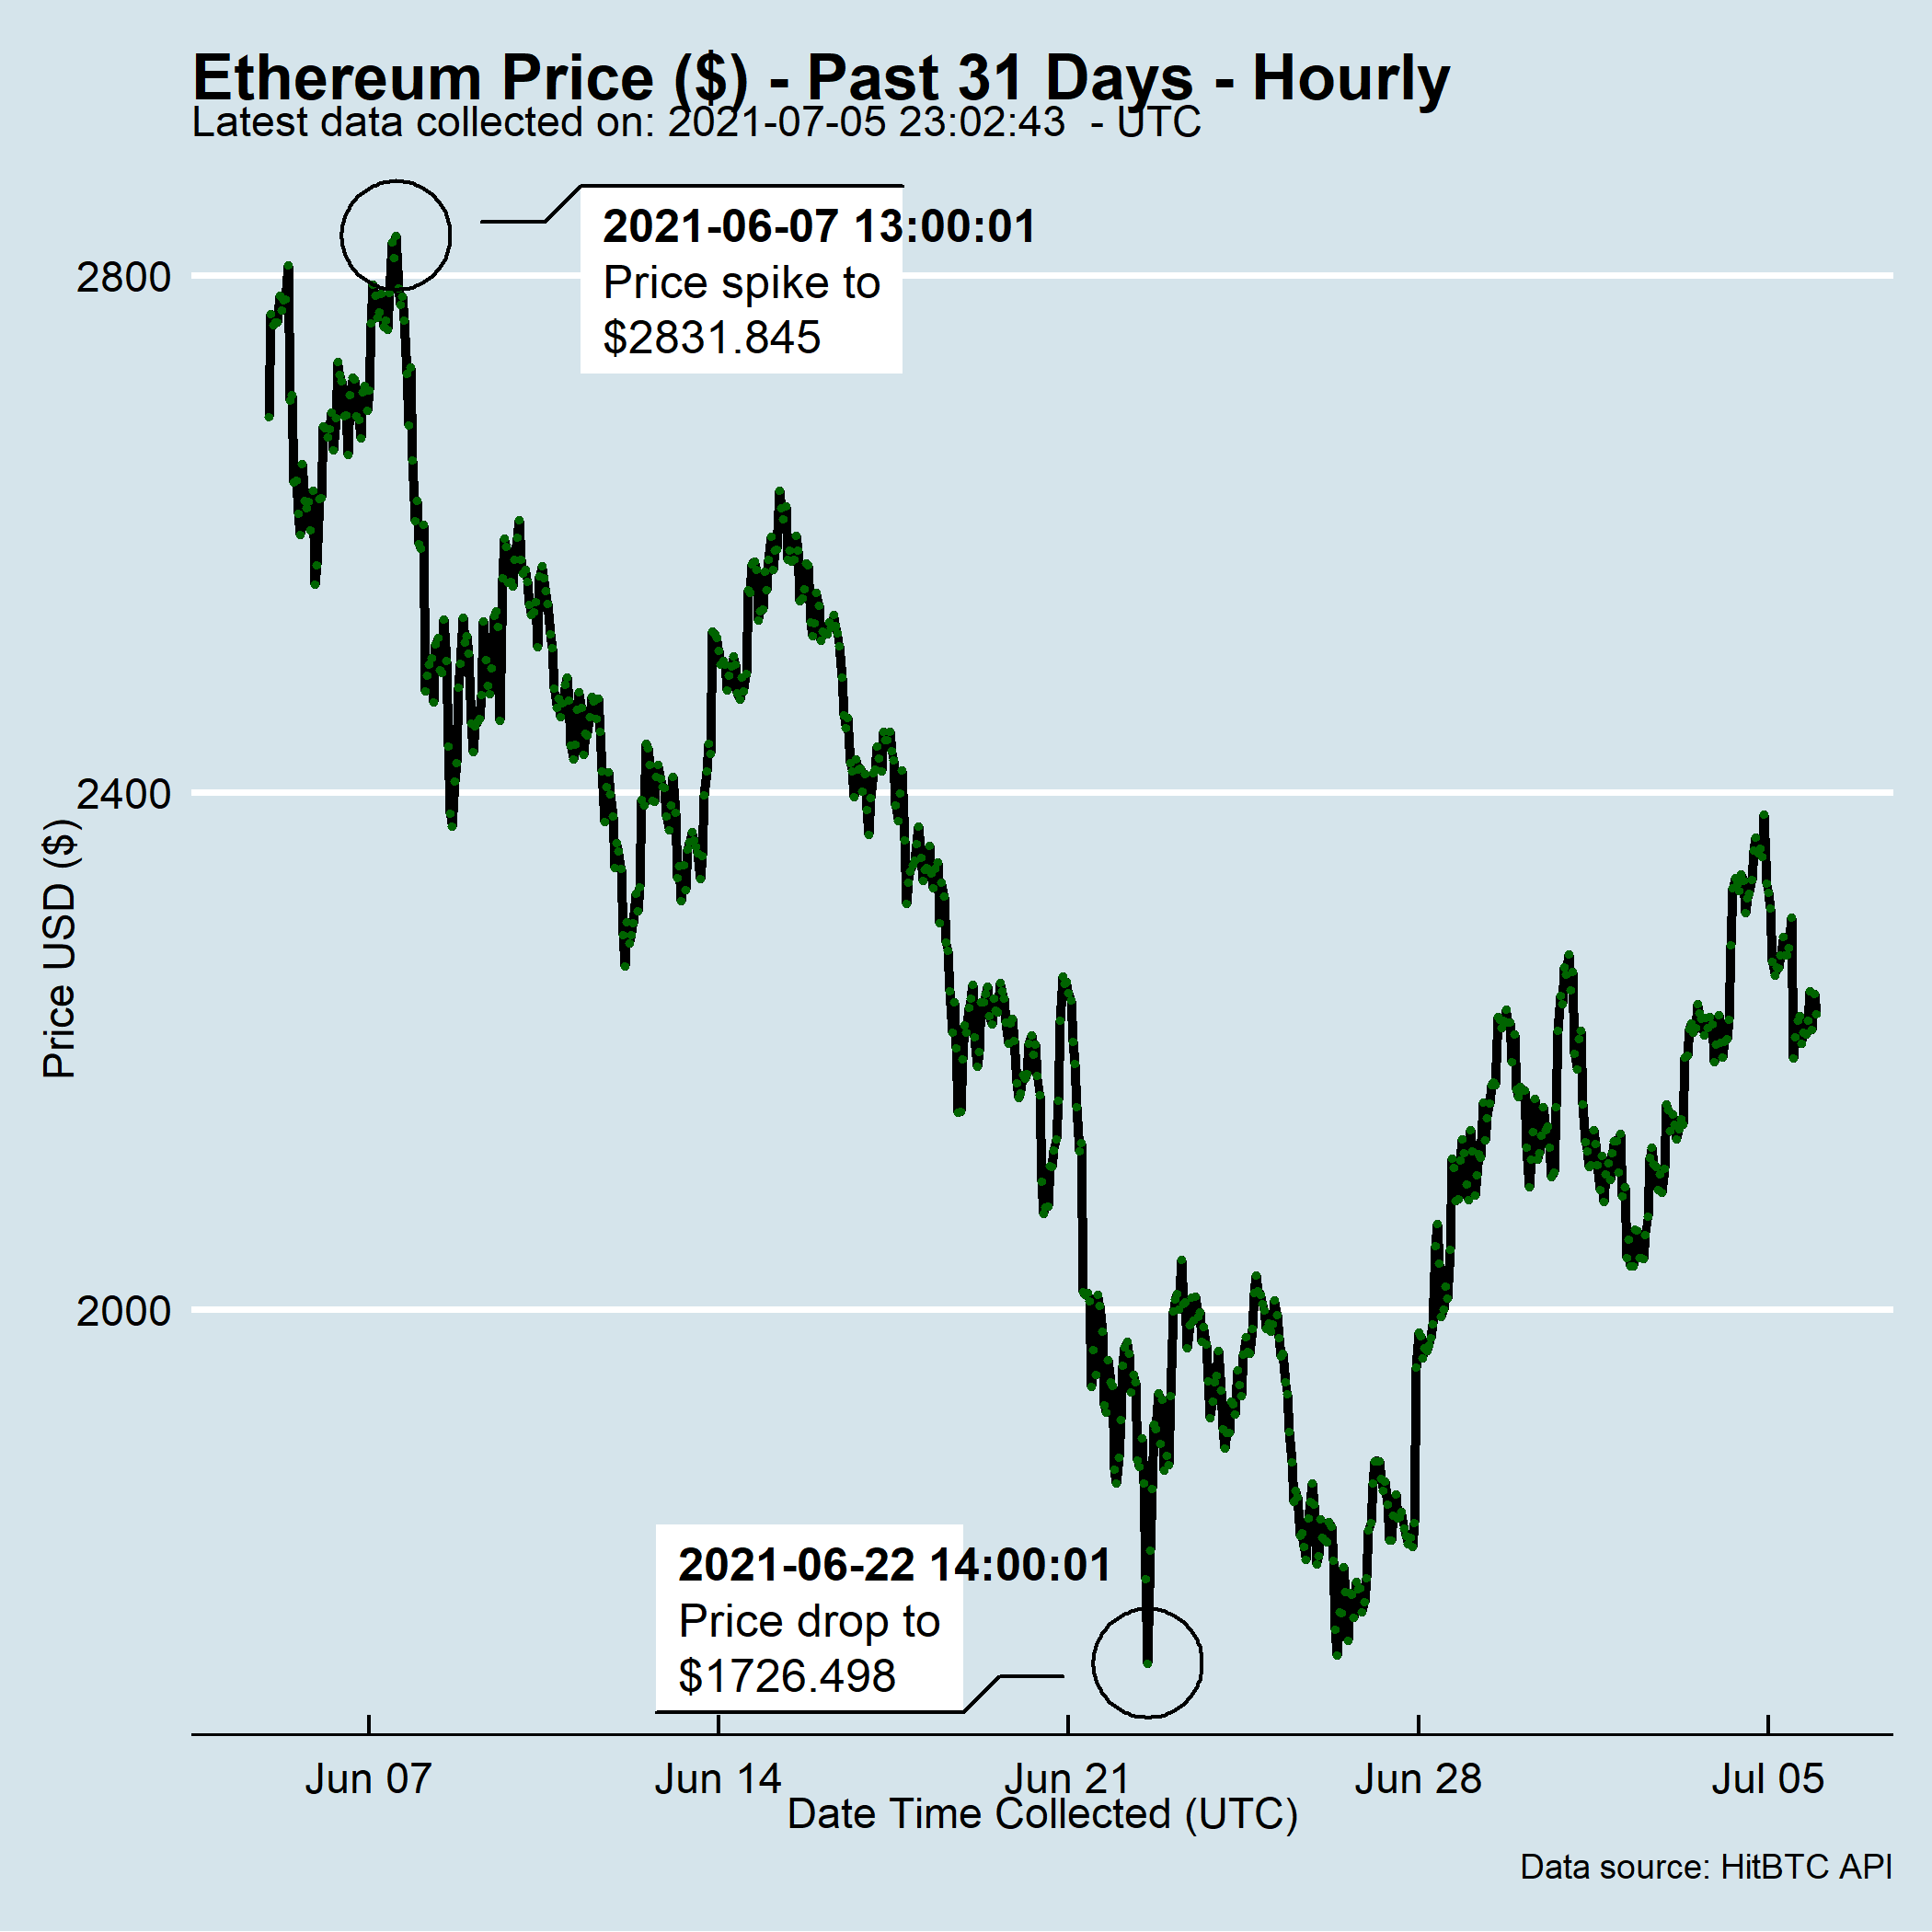 Ethereum Price ($) - Past 31 Days - Hourly
Latest data collected on: 2021-07-05 23:02:43  - UTC
2021-06-07 13:00:01
Price spike to
$2831.845
2800
2400
2000
Price USD ($)
2021-06-22 14:00:01
Price drop to
$1726.498
Jun 07
Jun 14
Jun 21
Jun 28
Jul 05
Date Time Collected (UTC)
Data source: HitBTC API